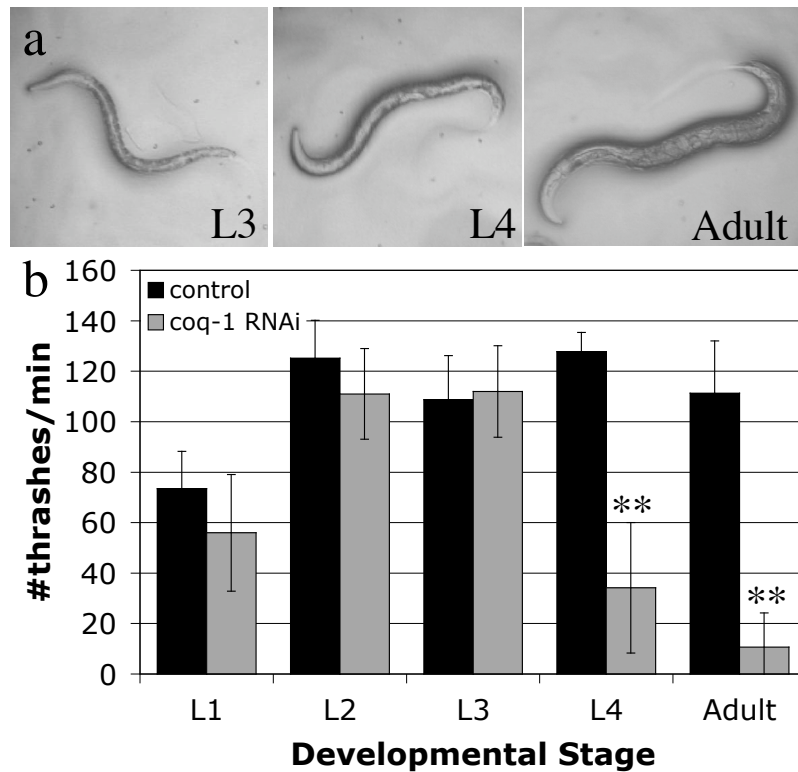 a
L3
L4
Adult
b
control
coq-1 RNAi
#thrashes/min
160
140
120
100
80
60
40
20
0
**
**
L1 L2 L3 L4 Adult
Developmental Stage